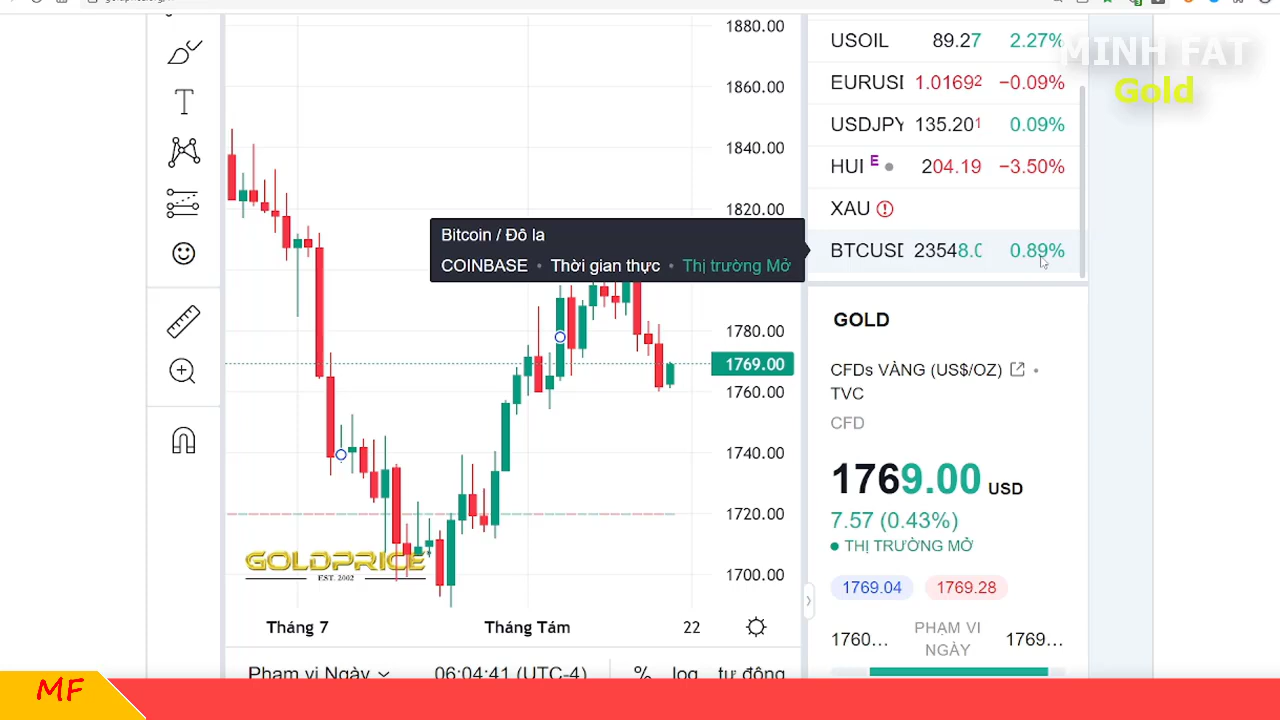 1880.00
1860.00
1840.00
1820.00
1780.00
1769.00
1760.00
1740.00
1720.00
1700.00
Bitcoin / Đô la
COINBASE • Thời gian thực • Thị trường Mở
GOLDPRICE
EST. 2002
Tháng 7 Tháng Tám 22
Phạm vi Ngày 06:04:41 (UTC-4) % log tự động
USOIL 89.27 2.27%
EURUSD 1.01692 −0.09%
USDJPY 135.201 0.09%
HUI E 204.19 −3.50%
XAU
BTCUSD 23548.0 0.89%
MINH FAT
Gold
GOLD
CFDs VÀNG (US$/OZ) •
TVC
CFD
1769.00 USD
7.57 (0.43%)
THỊ TRƯỜNG MỞ
1769.04 1769.28
1760... PHẠM VI NGÀY 1769...
MF